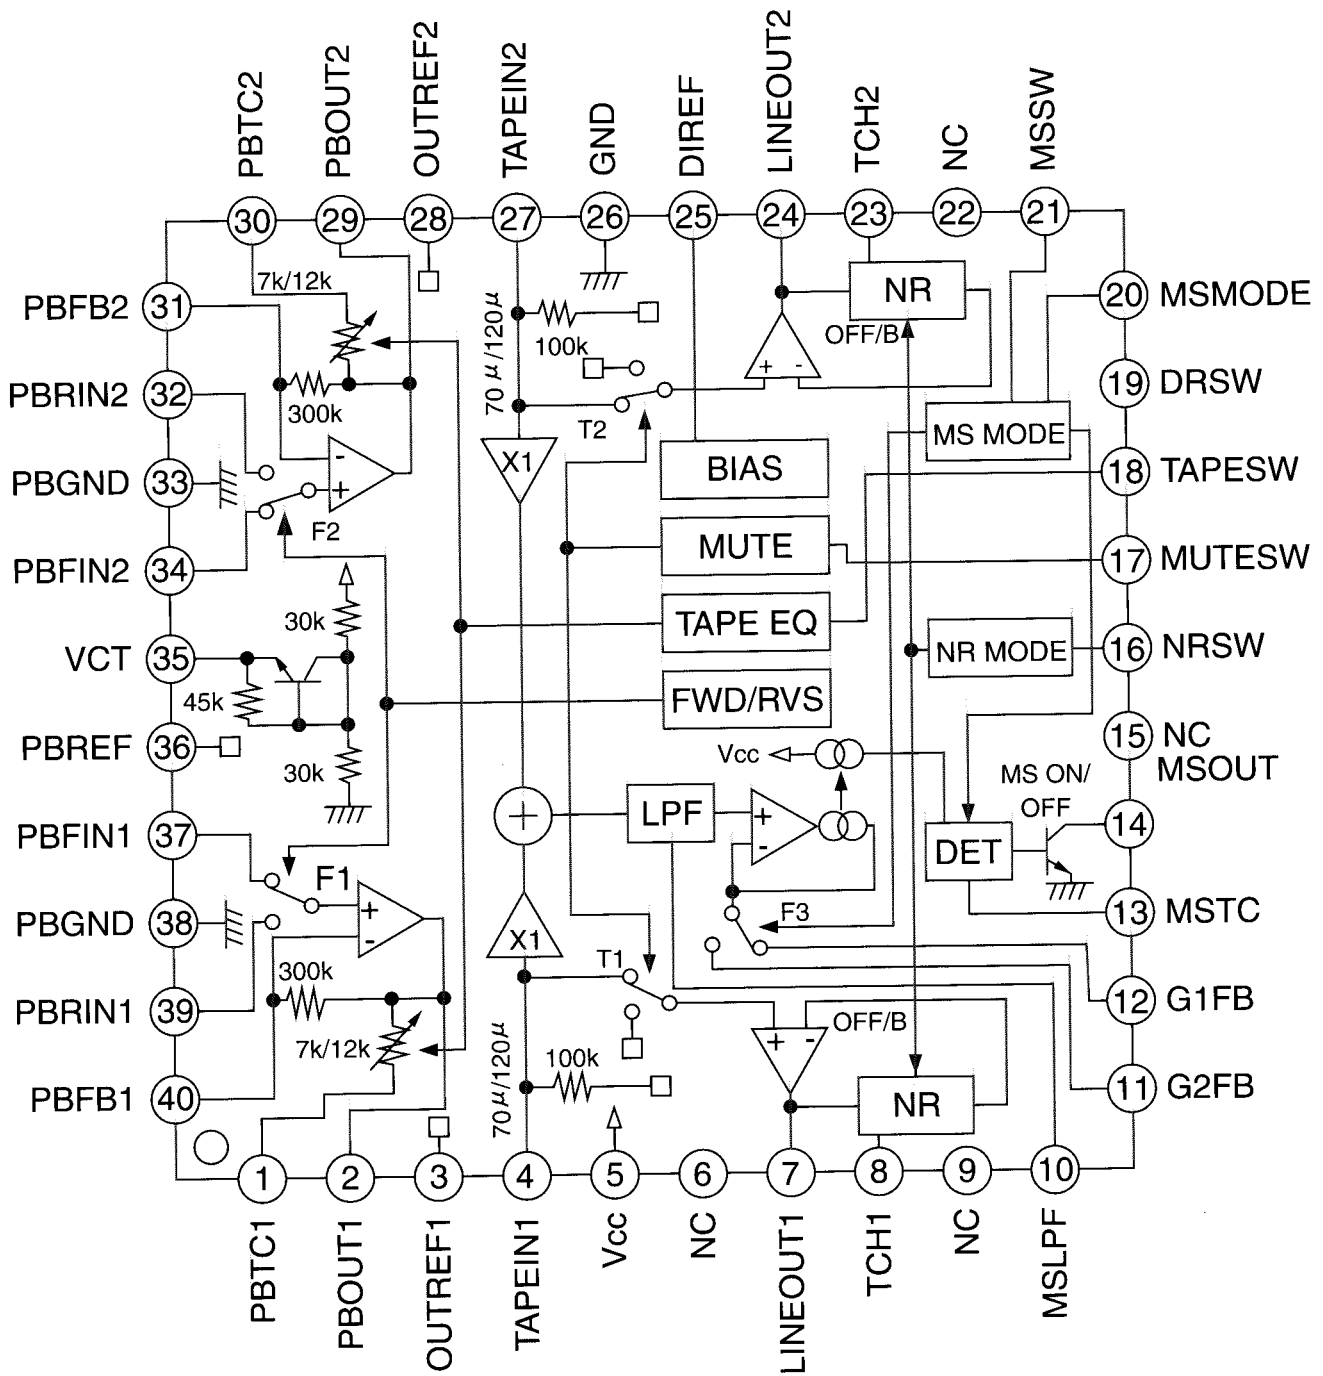 PBTC2
PBOUT2
OUTREF2
TAPEIN2
GND
DIREF
LINEOUT2
TCH2
NC
MSSW
30
29
28
27
26
25
24
23
22
21
PBFB2
31
7k/12k
300k
70μ/120μ
100k
T2
+ -
OFF/B
NR
20
MSMODE
PBRIN2
32
19
DRSW
PBGND
33
-
+
F2
X1
BIAS
MS MODE
18
TAPESW
PBFIN2
34
MUTE
17
MUTESW
VCT
35
30k
45k
30k
TAPE EQ
NR MODE
16
NRSW
PBREF
36
FWD/RVS
15
NC
MSOUT
Vcc
MS ON/
OFF
PBFIN1
37
+
LPF
+
-
DET
14
F1
PBGND
38
+
-
X1
F3
13
MSTC
PBRIN1
39
300k
7k/12k
T1
12
G1FB
PBFB1
40
70μ/120μ
100k
+ -
OFF/B
NR
11
G2FB
1
2
3
4
5
6
7
8
9
10
PBTC1
PBOUT1
OUTREF1
TAPEIN1
Vcc
NC
LINEOUT1
TCH1
NC
MSLPF